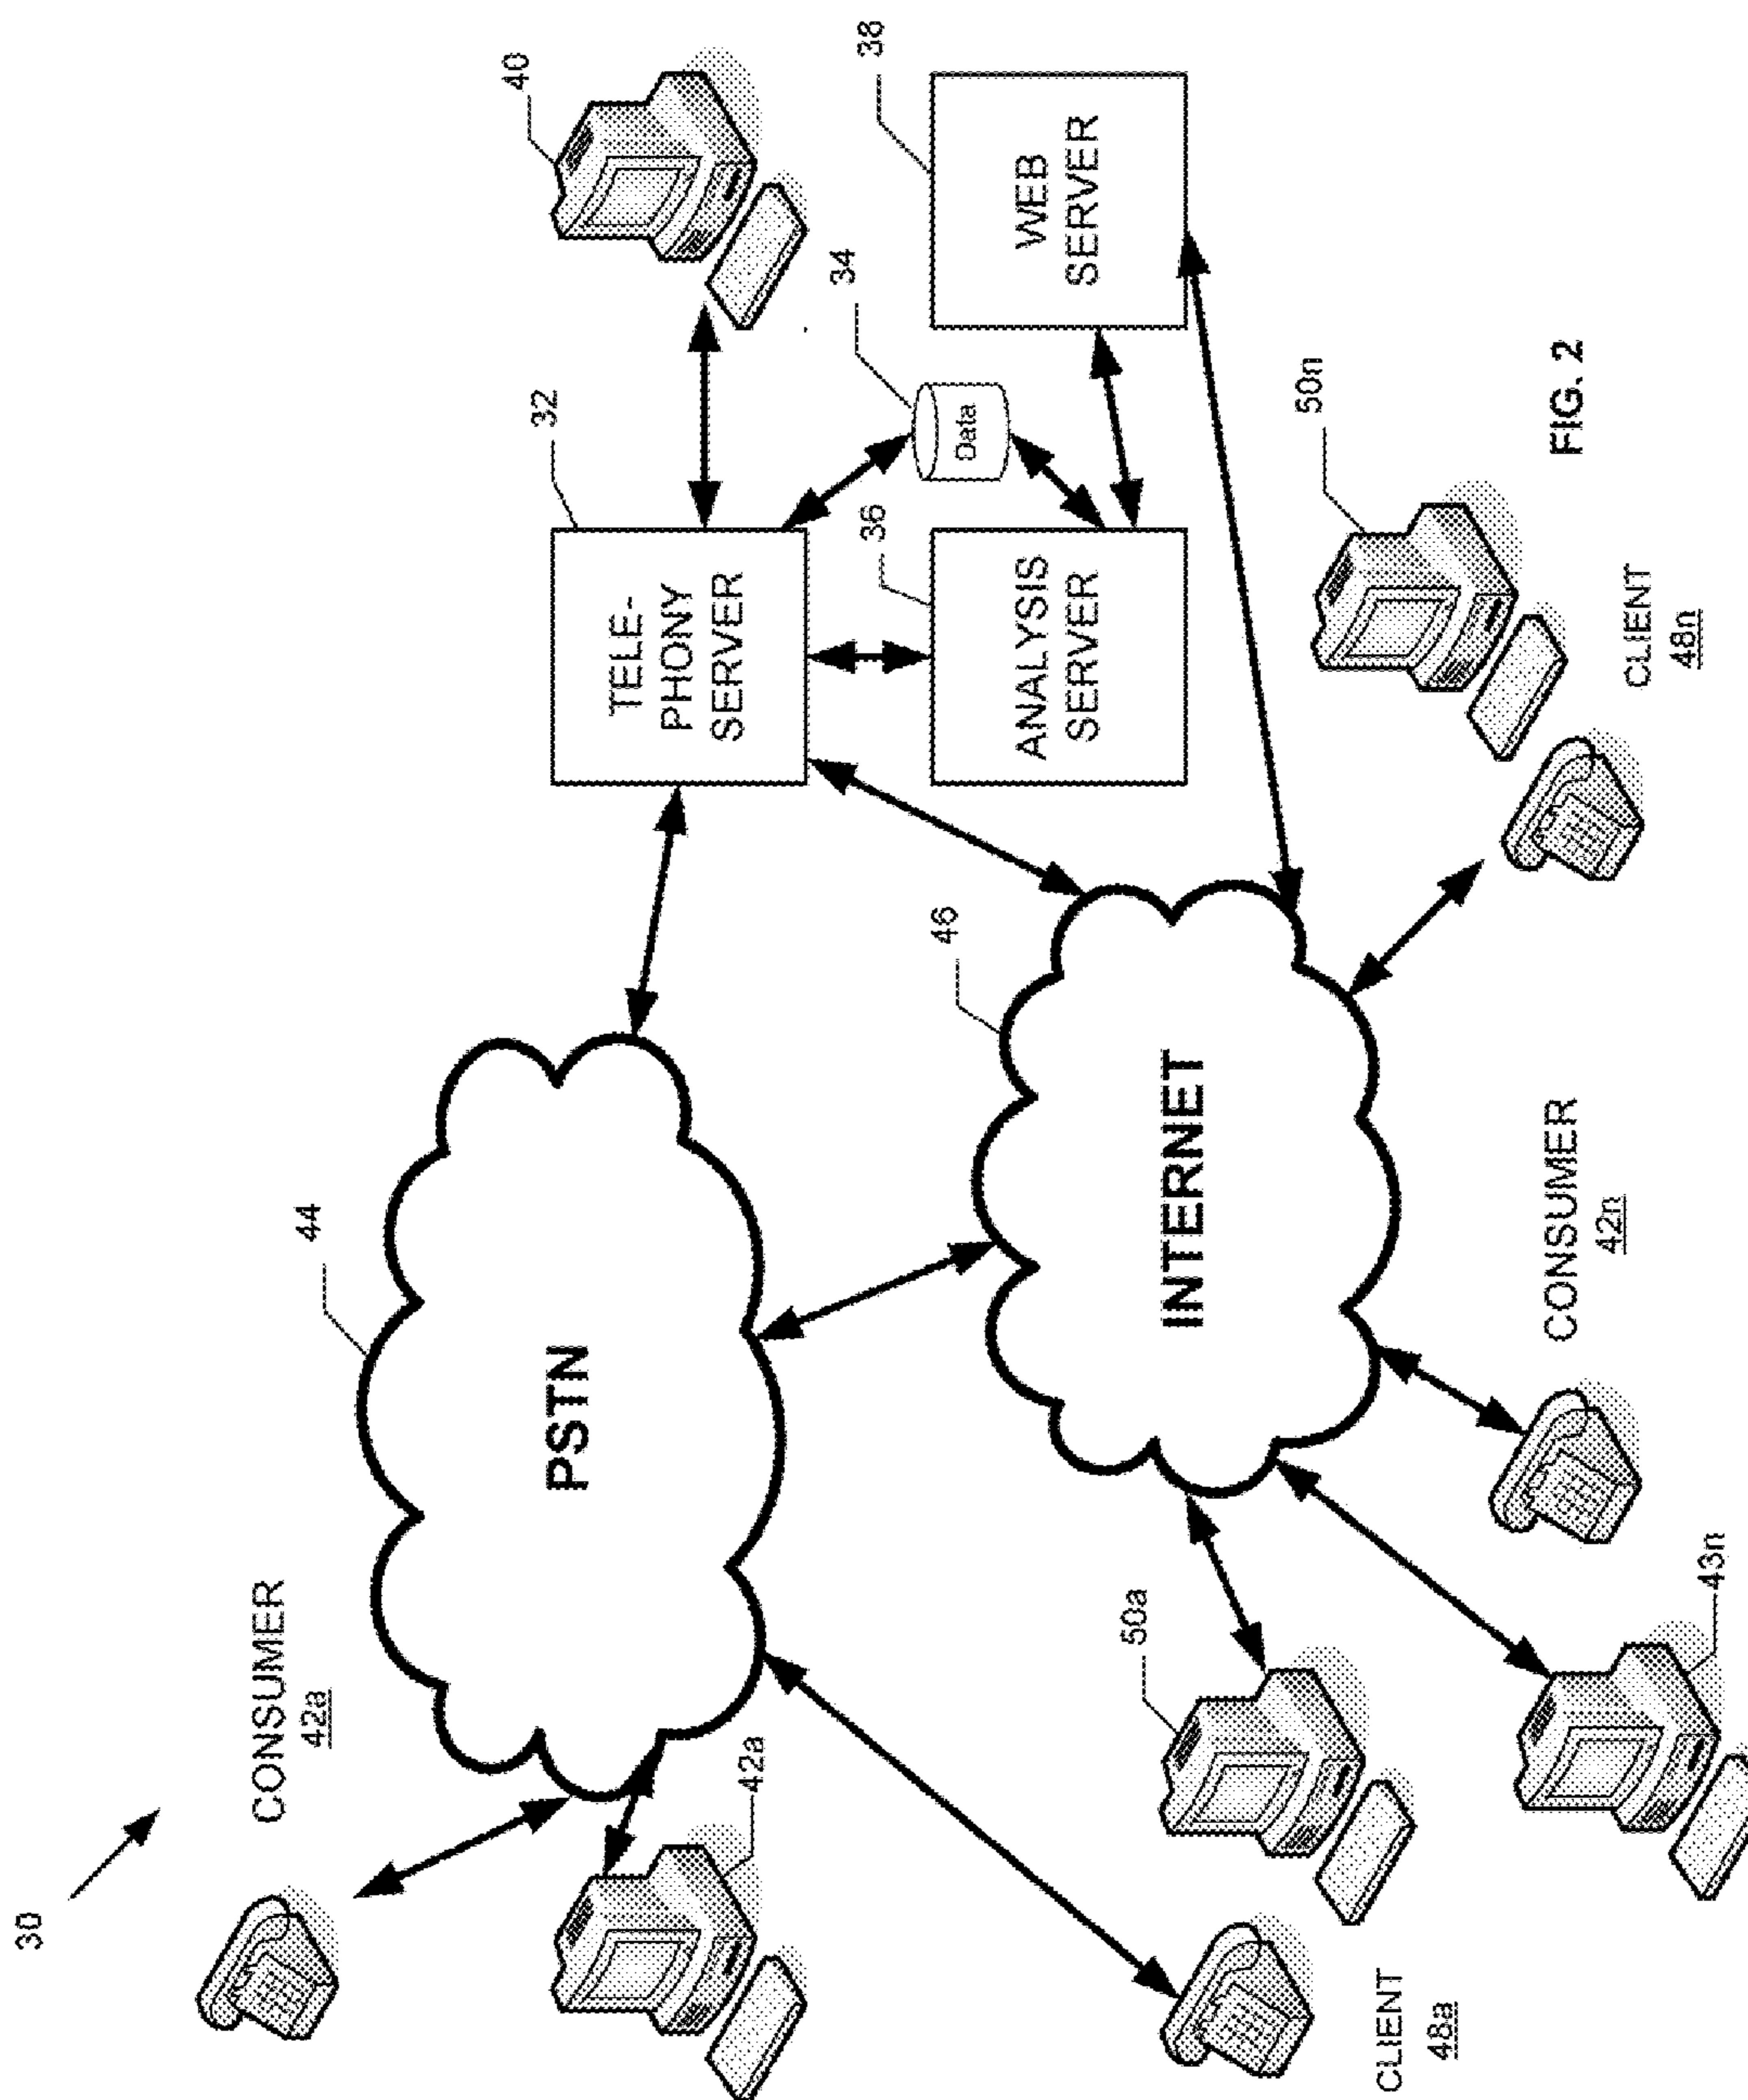 30
CONSUMER
42a
44
PSTN
42a
32
TELE-
PHONY
SERVER
40
34
Data
36
ANALYSIS
SERVER
38
WEB
SERVER
46
INTERNET
CLIENT
48a
50a
43n
CONSUMER
42n
50n
CLIENT
48n
FIG. 2